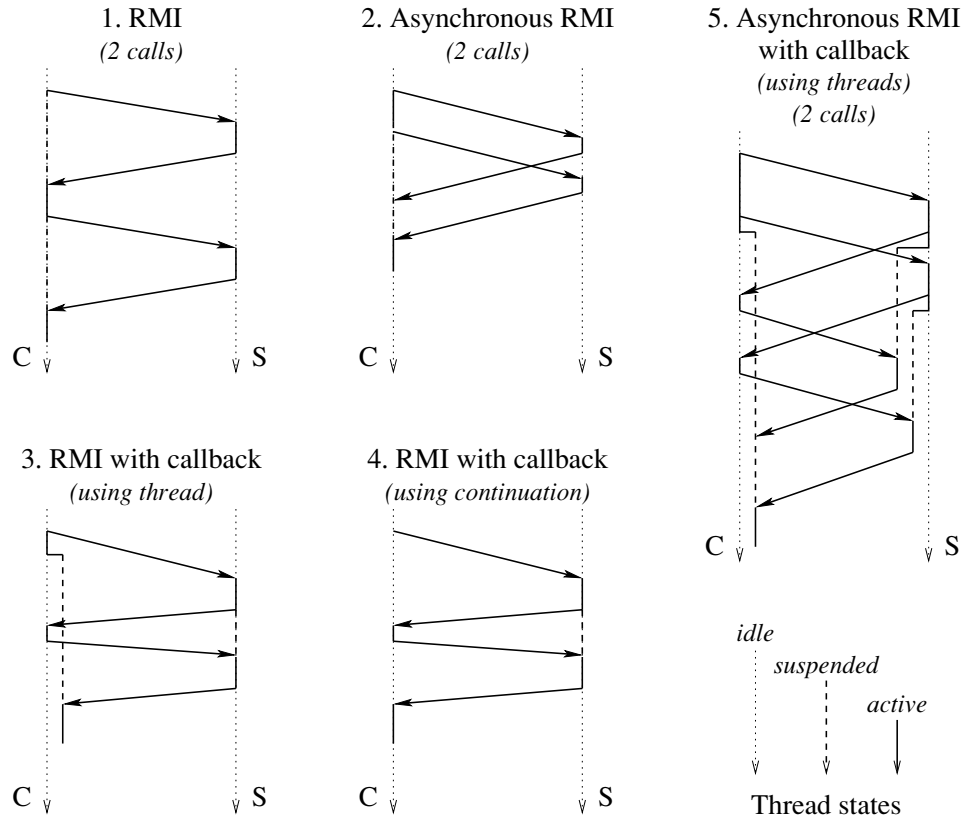 1. RMI
(2 calls)
C
S
2. Asynchronous RMI
(2 calls)
C
S
5. Asynchronous RMI
with callback
(using threads)
(2 calls)
C
S
3. RMI with callback
(using thread)
C
S
4. RMI with callback
(using continuation)
C
S
idle
suspended
active
Thread states